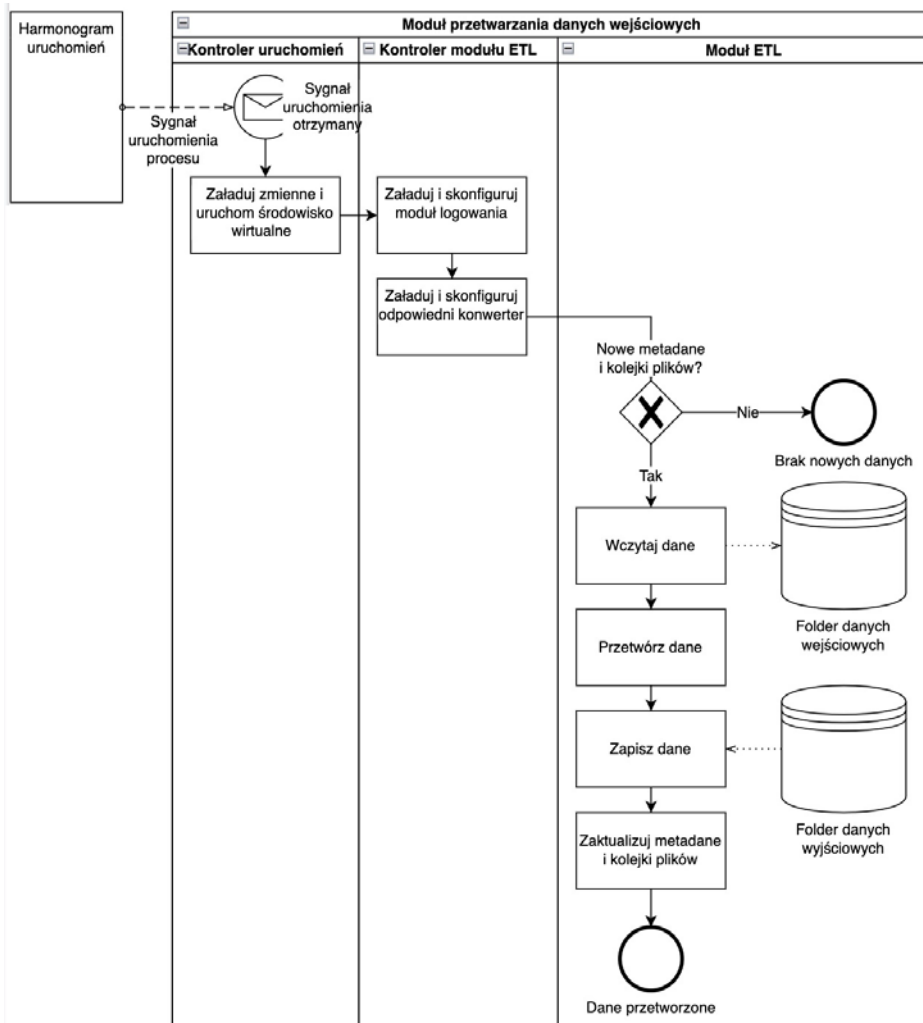 Harmonogram
uruchomień
Moduł przetwarzania danych wejściowych
Kontroler uruchomień
Kontroler modułu ETL
Moduł ETL
Sygnał
uruchomienia
otrzymany
Sygnał
uruchomienia
procesu
Załaduj zmienne i
uruchom środowisko
wirtualne
Załaduj i skonfiguruj
moduł logowania
Załaduj i skonfiguruj
odpowiedni konwerter
Nowe metadane
i kolejki plików?
Nie
Brak nowych danych
Tak
Wczytaj dane
Folder danych
wejściowych
Przetwórz dane
Zapisz dane
Folder danych
wyjściowych
Zaktualizuj metadane
i kolejki plików
Dane przetworzone